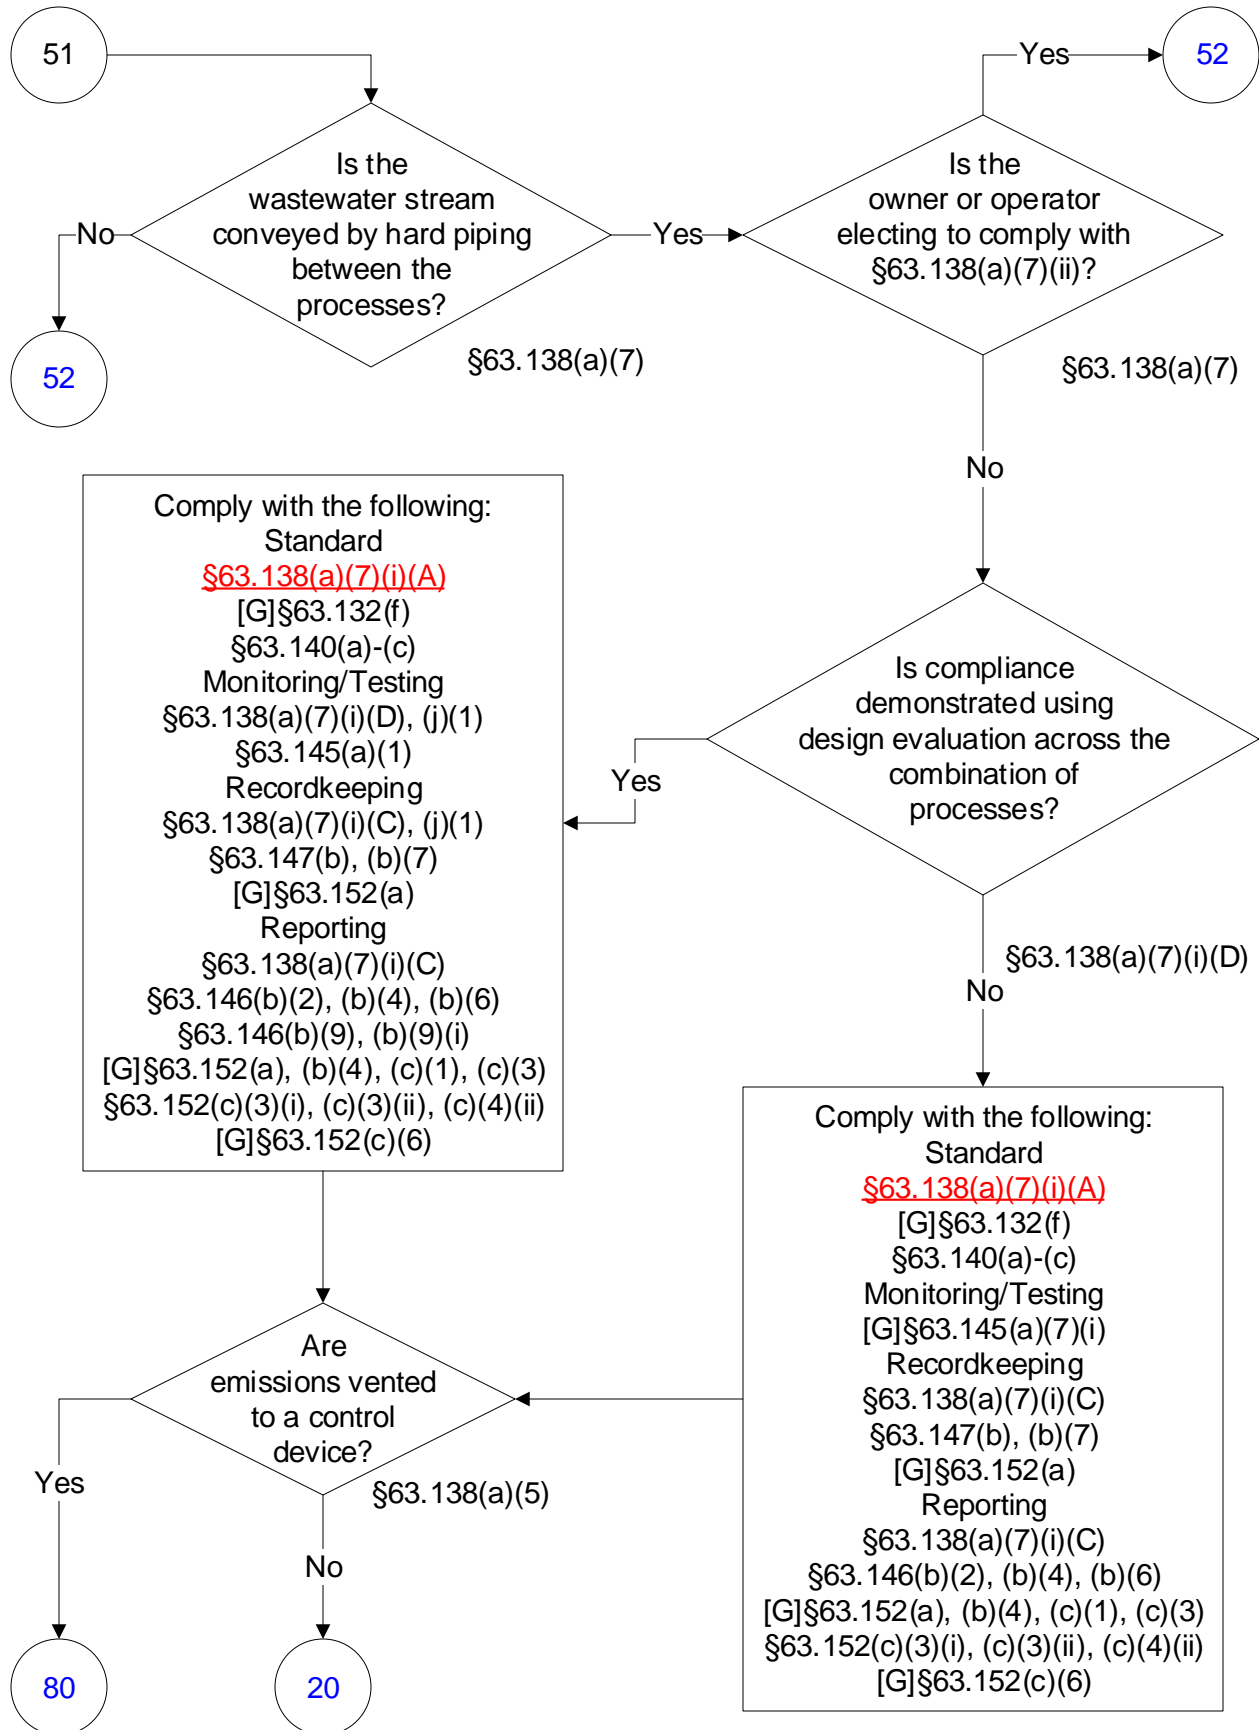 51
Is the
wastewater stream
conveyed by hard piping
between the
processes?
§63.138(a)(7)
No
52
Yes
Is the
owner or operator
electing to comply with
§63.138(a)(7)(ii)?
§63.138(a)(7)
Yes
52
No
Is compliance
demonstrated using
design evaluation across the
combination of
processes?
§63.138(a)(7)(i)(D)
Yes
Comply with the following:
Standard
§63.138(a)(7)(i)(A)
[G]§63.132(f)
§63.140(a)-(c)
Monitoring/Testing
§63.138(a)(7)(i)(D), (j)(1)
§63.145(a)(1)
Recordkeeping
§63.138(a)(7)(i)(C), (j)(1)
§63.147(b), (b)(7)
[G]§63.152(a)
Reporting
§63.138(a)(7)(i)(C)
§63.146(b)(2), (b)(4), (b)(6)
§63.146(b)(9), (b)(9)(i)
[G]§63.152(a), (b)(4), (c)(1), (c)(3)
§63.152(c)(3)(i), (c)(3)(ii), (c)(4)(ii)
[G]§63.152(c)(6)
No
Comply with the following:
Standard
§63.138(a)(7)(i)(A)
[G]§63.132(f)
§63.140(a)-(c)
Monitoring/Testing
[G]§63.145(a)(7)(i)
Recordkeeping
§63.138(a)(7)(i)(C)
§63.147(b), (b)(7)
[G]§63.152(a)
Reporting
§63.138(a)(7)(i)(C)
§63.146(b)(2), (b)(4), (b)(6)
[G]§63.152(a), (b)(4), (c)(1), (c)(3)
§63.152(c)(3)(i), (c)(3)(ii), (c)(4)(ii)
[G]§63.152(c)(6)
Are
emissions vented
to a control
device?
§63.138(a)(5)
Yes
80
No
20